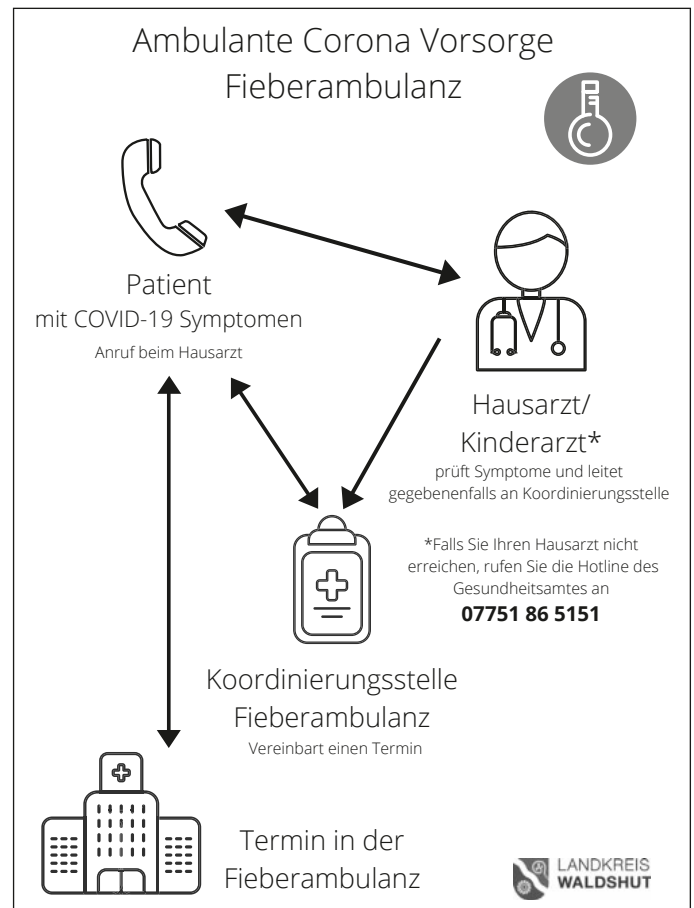 Ambulante Corona Vorsorge
Fieberambulanz
Patient
mit COVID-19 Symptomen
Anruf beim Hausarzt
Hausarzt/
Kinderarzt*
prüft Symptome und leitet
gegebenenfalls an Koordinierungsstelle
*Falls Sie Ihren Hausarzt nicht
erreichen, rufen Sie die Hotline des
Gesundheitsamtes an
07751 86 5151
Koordinierungsstelle
Fieberambulanz
Vereinbart einen Termin
Termin in der
Fieberambulanz
LANDKREIS
WALDSHUT